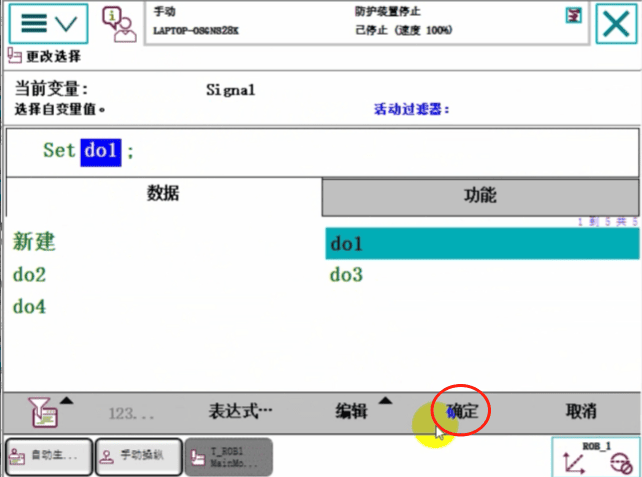 手动
LAPTOP-0S6NS28K
防护装置停止
已停止 (速度 100%)
更改选择
当前变量: Signal
选择自变量值。 活动过滤器:
Set do1 ;
数据 功能
1 到 5 共 5
新建 do1
do2 do3
do4
123... 表达式… 编辑 确定 取消
自动生... 手动操纵 T_ROB1
MainMo...
ROB_1